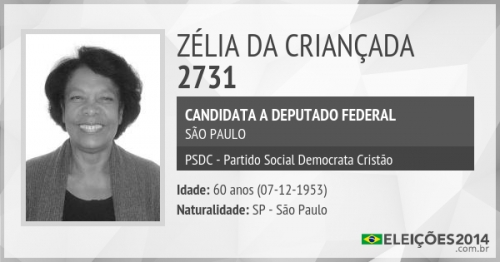 ZÉLIA DA CRIANÇADA
2731
CANDIDATA A DEPUTADO FEDERAL
SÃO PAULO
PSDC - Partido Social Democrata Cristão
Idade: 60 anos (07-12-1953)
Naturalidade: SP - São Paulo
ELEIÇÕES2014
.com.br